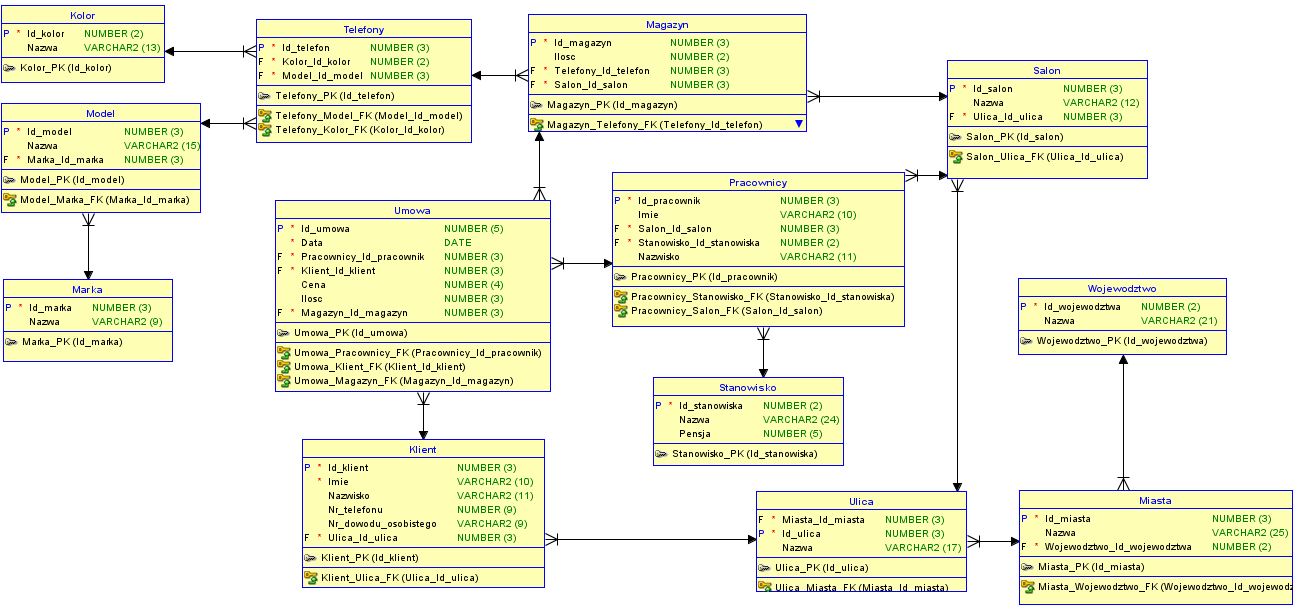 Kolor
P * Id_kolor NUMBER (2)
Nazwa VARCHAR2 (13)
Kolor_PK (Id_kolor)
Telefony
P * Id_telefon NUMBER (3)
F * Kolor_Id_kolor NUMBER (2)
F * Model_Id_model NUMBER (3)
Telefony_PK (Id_telefon)
Telefony_Model_FK (Model_Id_model)
Telefony_Kolor_FK (Kolor_Id_kolor)
Magazyn
P * Id_magazyn NUMBER (3)
Ilosc NUMBER (2)
F * Telefony_Id_telefon NUMBER (3)
F * Salon_Id_salon NUMBER (3)
Magazyn_PK (Id_magazyn)
Magazyn_Telefony_FK (Telefony_Id_telefon)
Salon
P * Id_salon NUMBER (3)
Nazwa VARCHAR2 (12)
F * Ulica_Id_ulica NUMBER (3)
Salon_PK (Id_salon)
Salon_Ulica_FK (Ulica_Id_ulica)
Model
P * Id_model NUMBER (3)
Nazwa VARCHAR2 (15)
F * Marka_Id_marka NUMBER (3)
Model_PK (Id_model)
Model_Marka_FK (Marka_Id_marka)
Umowa
P * Id_umowa NUMBER (5)
* Data DATE
F * Pracownicy_Id_pracownik NUMBER (3)
F * Klient_Id_klient NUMBER (3)
Cena NUMBER (4)
Ilosc NUMBER (3)
F * Magazyn_Id_magazyn NUMBER (3)
Umowa_PK (Id_umowa)
Umowa_Pracownicy_FK (Pracownicy_Id_pracownik)
Umowa_Klient_FK (Klient_Id_klient)
Umowa_Magazyn_FK (Magazyn_Id_magazyn)
Pracownicy
P * Id_pracownik NUMBER (3)
Imie VARCHAR2 (10)
F * Salon_Id_salon NUMBER (3)
F * Stanowisko_Id_stanowiska NUMBER (2)
Nazwisko VARCHAR2 (11)
Pracownicy_PK (Id_pracownik)
Pracownicy_Stanowisko_FK (Stanowisko_Id_stanowiska)
Pracownicy_Salon_FK (Salon_Id_salon)
Marka
P * Id_marka NUMBER (3)
Nazwa VARCHAR2 (9)
Marka_PK (Id_marka)
Wojewodztwo
P * Id_wojewodztwa NUMBER (2)
Nazwa VARCHAR2 (21)
Wojewodztwo_PK (Id_wojewodztwa)
Stanowisko
P * Id_stanowiska NUMBER (2)
Nazwa VARCHAR2 (24)
Pensja NUMBER (5)
Stanowisko_PK (Id_stanowiska)
Klient
P * Id_klient NUMBER (3)
* Imie VARCHAR2 (10)
Nazwisko VARCHAR2 (11)
Nr_telefonu NUMBER (9)
Nr_dowodu_osobistego VARCHAR2 (9)
F * Ulica_Id_ulica NUMBER (3)
Klient_PK (Id_klient)
Klient_Ulica_FK (Ulica_Id_ulica)
Ulica
F * Miasta_Id_miasta NUMBER (3)
P * Id_ulica NUMBER (3)
Nazwa VARCHAR2 (17)
Ulica_PK (Id_ulica)
Ulica_Miasta_FK (Miasta_Id_miasta)
Miasta
P * Id_miasta NUMBER (3)
Nazwa VARCHAR2 (25)
F * Wojewodztwo_Id_wojewodztwa NUMBER (2)
Miasta_PK (Id_miasta)
Miasta_Wojewodztwo_FK (Wojewodztwo_Id_wojewodz